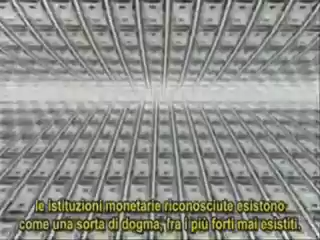 le istituzioni monetarie riconosciute esistono
come una sorta di dogma, fra i più forti mai esistiti.